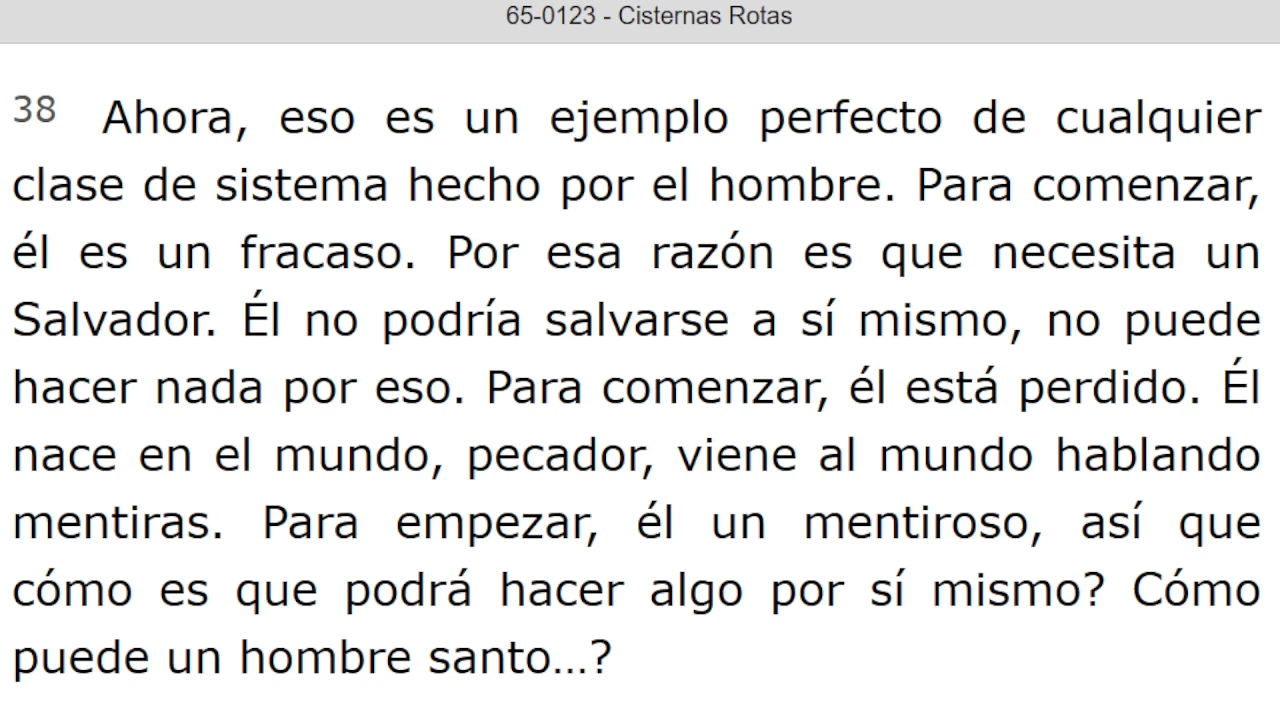 65-0123 - Cisternas Rotas
38 Ahora, eso es un ejemplo perfecto de cualquier
clase de sistema hecho por el hombre. Para comenzar,
él es un fracaso. Por esa razón es que necesita un
Salvador. Él no podría salvarse a sí mismo, no puede
hacer nada por eso. Para comenzar, él está perdido. Él
nace en el mundo, pecador, viene al mundo hablando
mentiras. Para empezar, él un mentiroso, así que
cómo es que podrá hacer algo por sí mismo? Cómo
puede un hombre santo...?